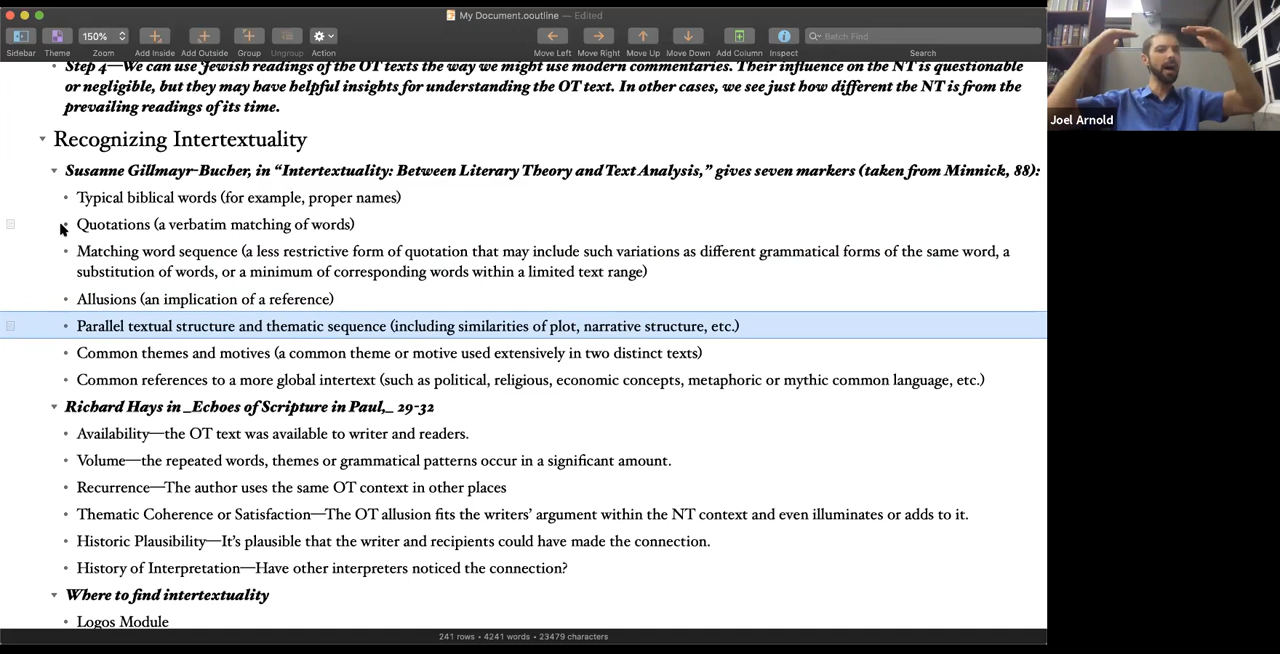 My Document.ooutline — Edited
150%
Sidebar Theme Zoom Add Inside Add Outside Group Ungroup Action Move Left Move Right Move Up Move Down Add Column Inspect Search
Batch Find
Joel Arnold
Step 4—We can use Jewish readings of the OT texts the way we might use modern commentaries. Their influence on the NT is questionable
or negligible, but they may have helpful insights for understanding the OT text. In other cases, we see just how different the NT is from the
prevailing readings of its time.
Recognizing Intertextuality
Susanne Gillmayr-Bucher, in “Intertextuality: Between Literary Theory and Text Analysis,” gives seven markers (taken from Minnick, 88):
Typical biblical words (for example, proper names)
Quotations (a verbatim matching of words)
Matching word sequence (a less restrictive form of quotation that may include such variations as different grammatical forms of the same word, a
substitution of words, or a minimum of corresponding words within a limited text range)
Allusions (an implication of a reference)
Parallel textual structure and thematic sequence (including similarities of plot, narrative structure, etc.)
Common themes and motives (a common theme or motive used extensively in two distinct texts)
Common references to a more global intertext (such as political, religious, economic concepts, metaphoric or mythic common language, etc.)
Richard Hays in _Echoes of Scripture in Paul,_ 29-32
Availability—the OT text was available to writer and readers.
Volume—the repeated words, themes or grammatical patterns occur in a significant amount.
Recurrence—The author uses the same OT context in other places
Thematic Coherence or Satisfaction—The OT allusion fits the writers’ argument within the NT context and even illuminates or adds to it.
Historic Plausibility—It’s plausible that the writer and recipients could have made the connection.
History of Interpretation—Have other interpreters noticed the connection?
Where to find intertextuality
Logos Module
241 rows • 4241 words • 23479 characters